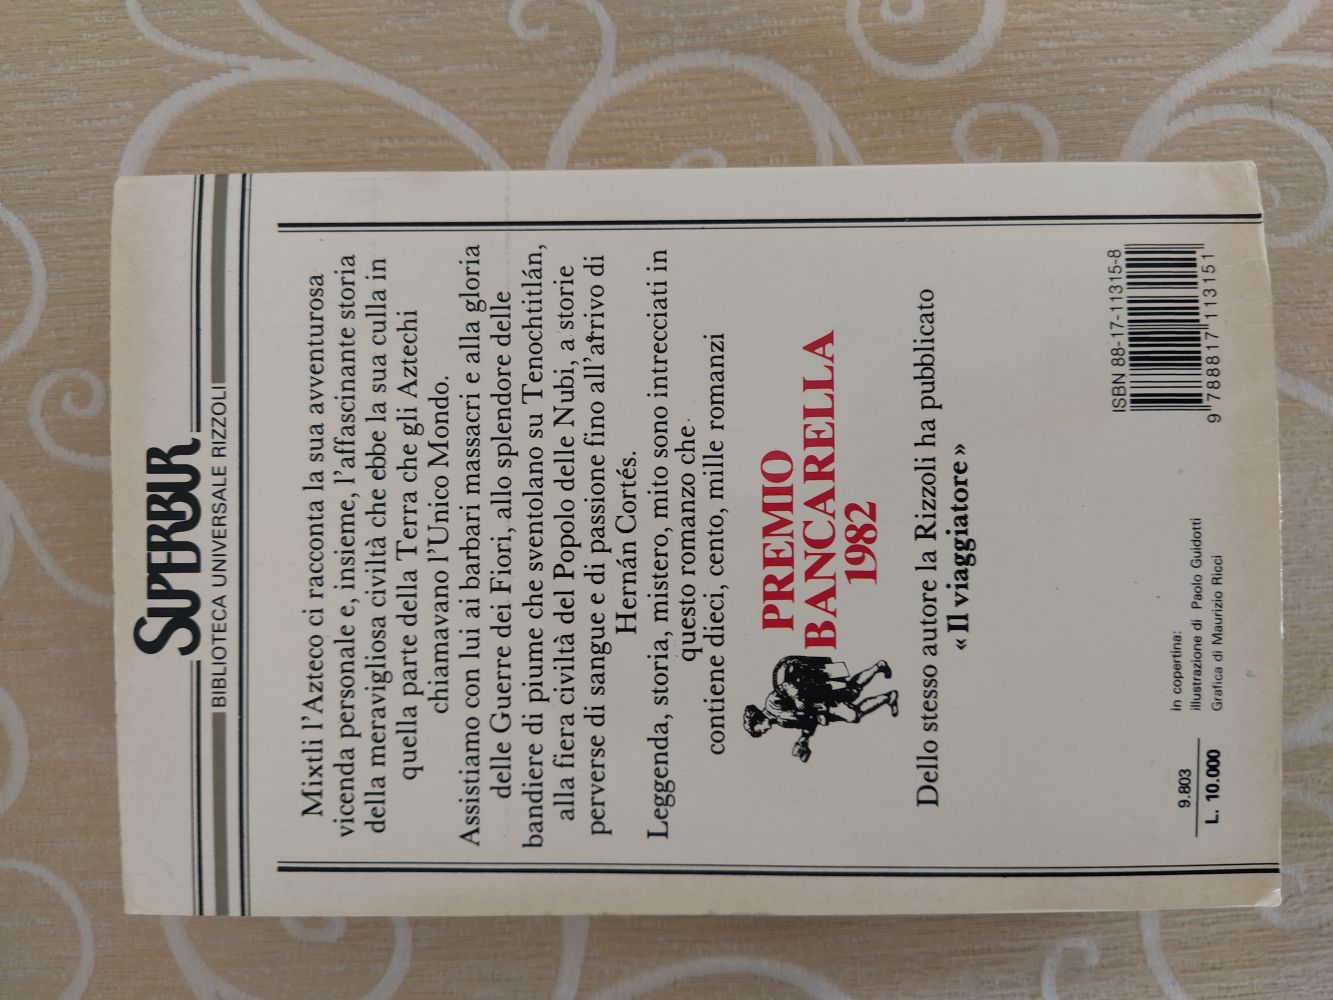 SUPERBUR
BIBLIOTECA UNIVERSALE RIZZOLI
Mixtli l'Azteco ci racconta la sua avventurosa
vicenda personale e, insieme, l'affascinante storia
della meravigliosa civiltà che ebbe la sua culla in
quella parte della Terra che gli Aztechi
chiamavano l'Unico Mondo.
Assistiamo con lui ai barbari massacri e alla gloria
delle Guerre dei Fiori, allo splendore delle
bandiere di piume che sventolano su Tenochtitlán,
alla fiera civiltà del Popolo delle Nubi, a storie
perverse di sangue e di passione fino all'arrivo di
Hernán Cortés.
Leggenda, storia, mistero, mito sono intrecciati in
questo romanzo che
contiene dieci, cento, mille romanzi
PREMIO
BANCARELLA
1982
Dello stesso autore la Rizzoli ha pubblicato
«Il viaggiatore»
in copertina:
illustrazione di Paolo Guidotti
Grafica di Maurizio Ricci
9.803
L. 10.000
ISBN 88-17-11315-8
9 788817 113151